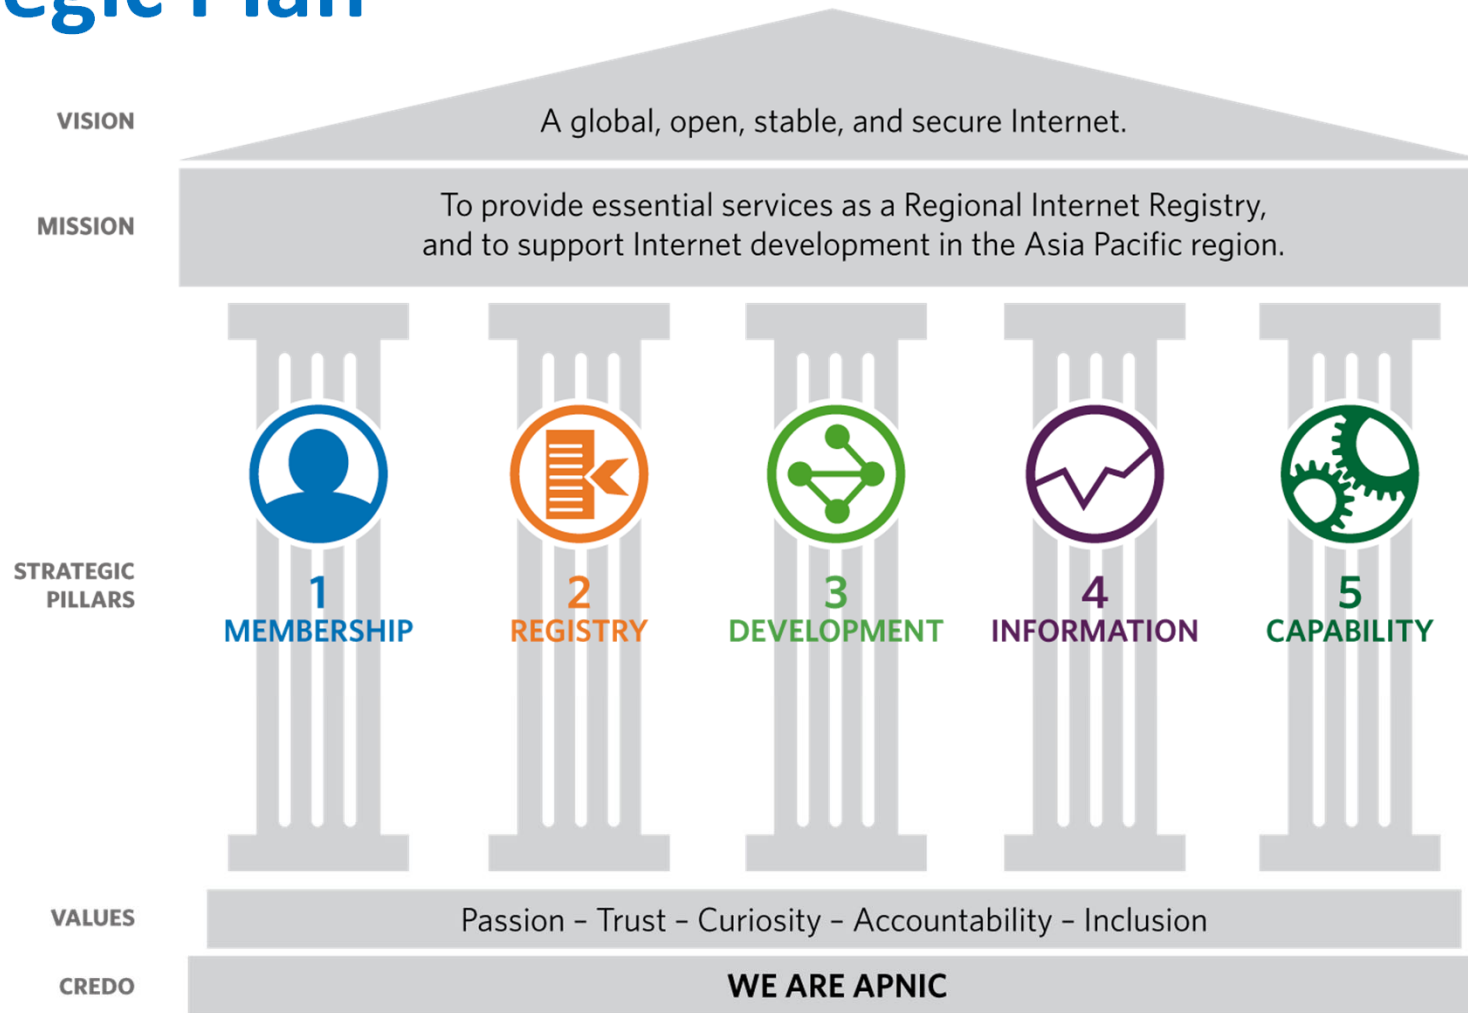 egic Plan
VISION
A global, open, stable, and secure Internet.
MISSION
To provide essential services as a Regional Internet Registry,
and to support Internet development in the Asia Pacific region.
STRATEGIC
PILLARS
1
MEMBERSHIP
2
REGISTRY
3
DEVELOPMENT
4
INFORMATION
5
CAPABILITY
VALUES
Passion – Trust – Curiosity – Accountability – Inclusion
CREDO
WE ARE APNIC